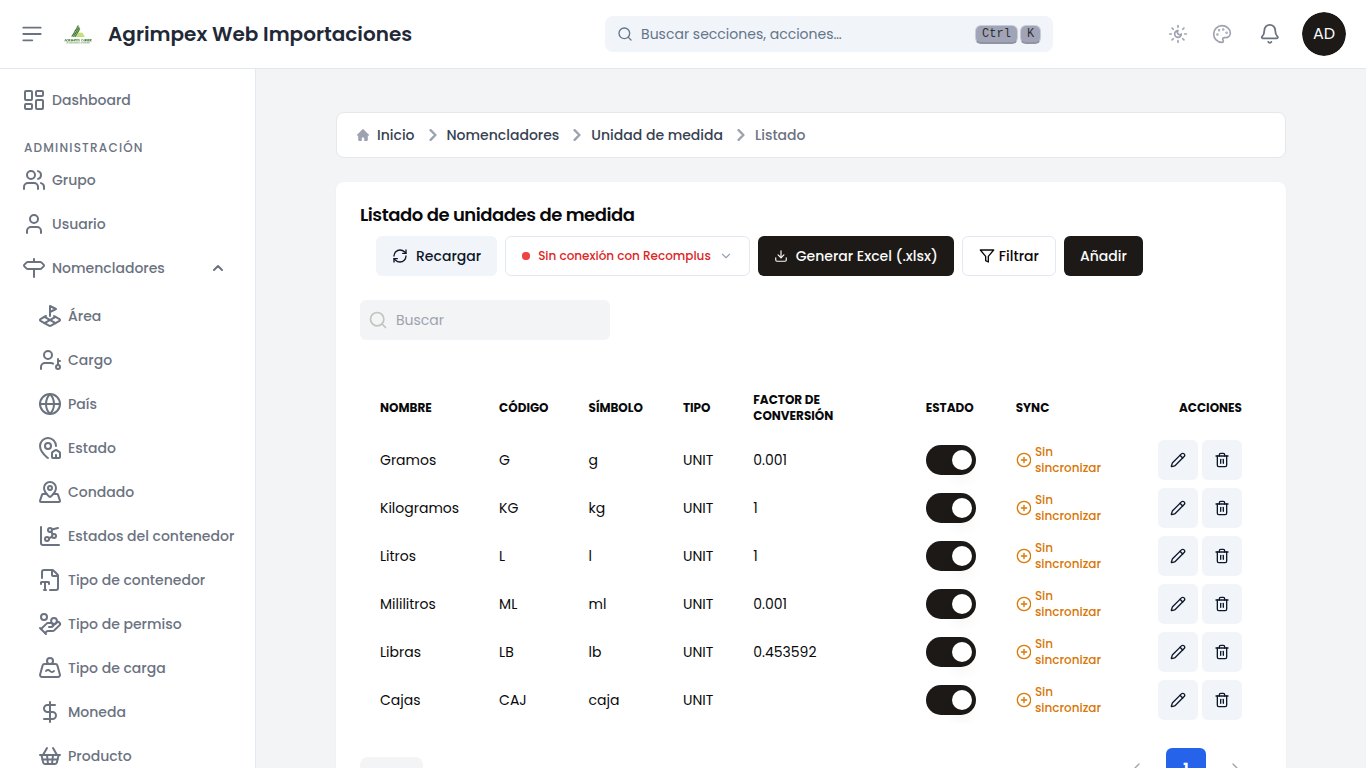 Agrimpex Web Importaciones
Buscar secciones, acciones...
Ctrl K
AD
Dashboard
ADMINISTRACIÓN
Grupo
Usuario
Nomencladores
Área
Cargo
País
Estado
Condado
Estados del contenedor
Tipo de contenedor
Tipo de permiso
Tipo de carga
Moneda
Producto
Inicio Nomencladores Unidad de medida Listado
Listado de unidades de medida
Recargar Sin conexión con Recomplus Generar Excel (.xlsx) Filtrar Añadir
Buscar
NOMBRE CÓDIGO SÍMBOLO TIPO FACTOR DE CONVERSIÓN ESTADO SYNC ACCIONES
Gramos G g UNIT 0.001 Sin sincronizar
Kilogramos KG kg UNIT 1 Sin sincronizar
Litros L l UNIT 1 Sin sincronizar
Mililitros ML ml UNIT 0.001 Sin sincronizar
Libras LB lb UNIT 0.453592 Sin sincronizar
Cajas CAJ caja UNIT Sin sincronizar
1